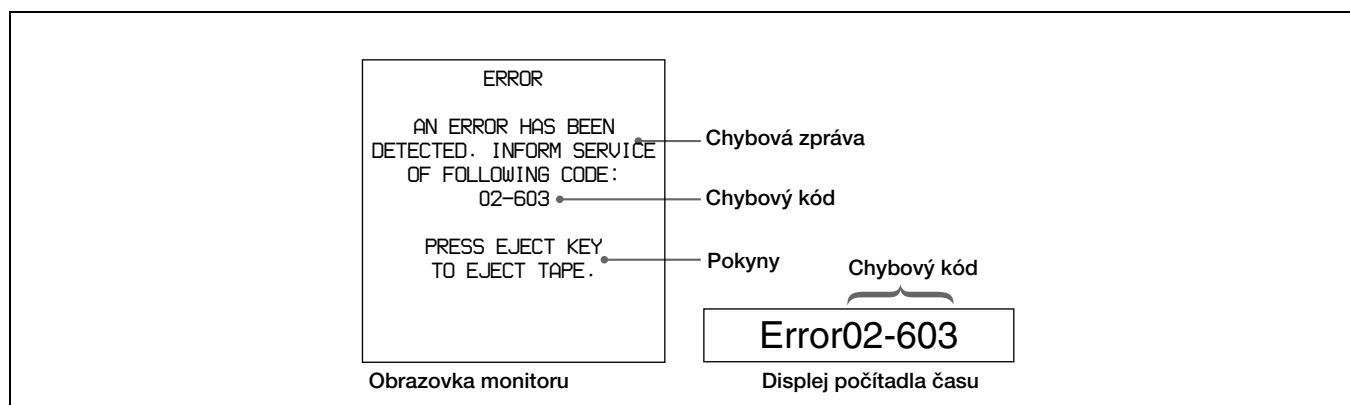 ERROR
AN ERROR HAS BEEN
DETECTED. INFORM SERVICE
OF FOLLOWING CODE:
02-603
PRESS EJECT KEY
TO EJECT TAPE.
Chybová zpráva
Chybový kód
Pokyny
Chybový kód
Error02-603
Obrazovka monitoru
Displej počítadla času